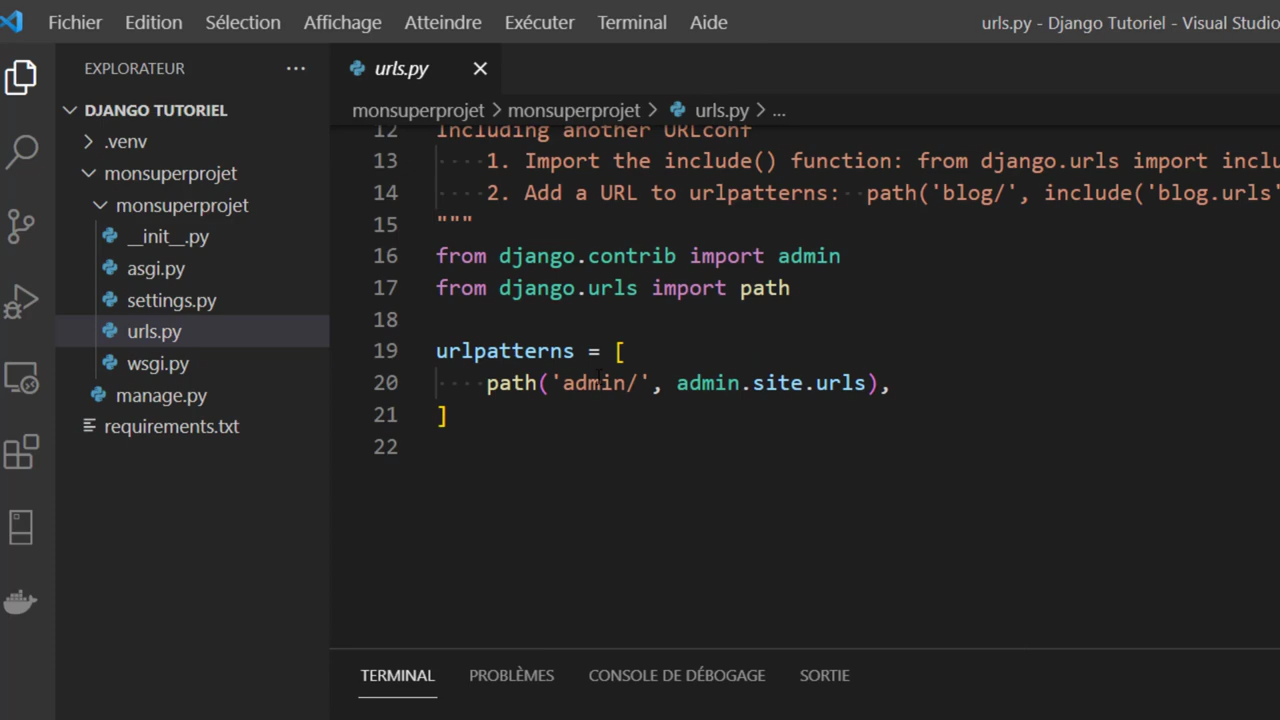 Fichier Edition Sélection Affichage Atteindre Exécuter Terminal Aide urls.py - Django Tutoriel - Visual Studio
EXPLORATEUR ···
DJANGO TUTORIEL
.venv
monsuperprojet
monsuperprojet
__init__.py
asgi.py
settings.py
urls.py
wsgi.py
manage.py
requirements.txt
urls.py
monsuperprojet > monsuperprojet > urls.py > ...
12 Including another URLconf
13 ····1. Import the include() function: from django.urls import inclu
14 ····2. Add a URL to urlpatterns:··path('blog/', include('blog.urls'
15 """
16 from django.contrib import admin
17 from django.urls import path
18
19 urlpatterns = [
20 ····path('admin/', admin.site.urls),
21 ]
22
TERMINAL PROBLÈMES CONSOLE DE DÉBOGAGE SORTIE